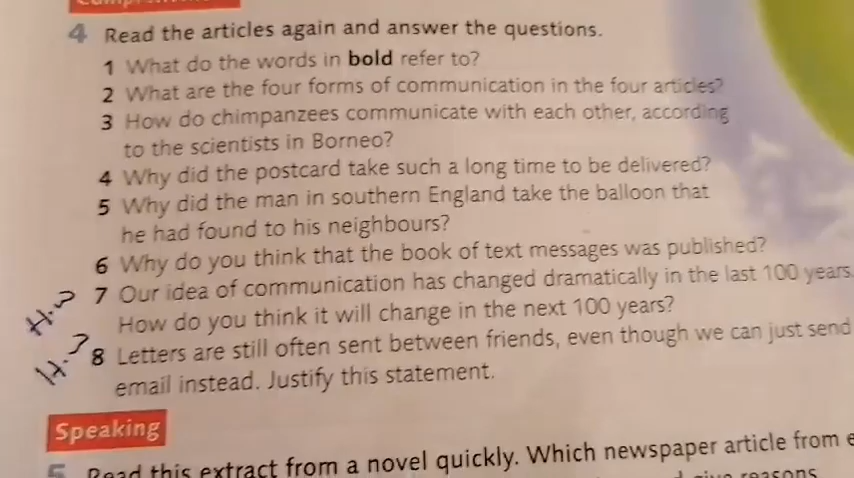 4 Read the articles again and answer the questions.
1 What do the words in bold refer to?
2 What are the four forms of communication in the four articles?
3 How do chimpanzees communicate with each other, according
to the scientists in Borneo?
4 Why did the postcard take such a long time to be delivered?
5 Why did the man in southern England take the balloon that
he had found to his neighbours?
6 Why do you think that the book of text messages was published?
7 Our idea of communication has changed dramatically in the last 100 years.
How do you think it will change in the next 100 years?
8 Letters are still often sent between friends, even though we can just send
email instead. Justify this statement.
Speaking
5 Read this extract from a novel quickly. Which newspaper article from
give reasons